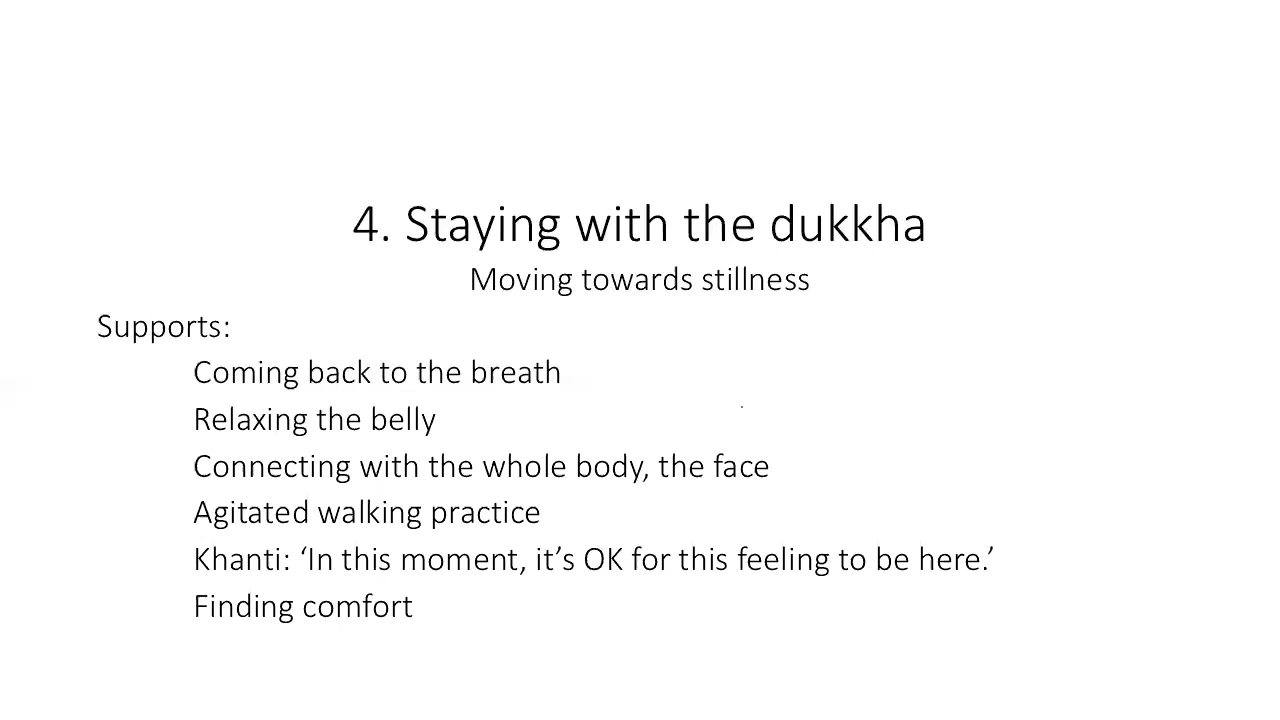 4. Staying with the dukkha
Moving towards stillness
Supports:
Coming back to the breath
Relaxing the belly
Connecting with the whole body, the face
Agitated walking practice
Khanti: ‘In this moment, it’s OK for this feeling to be here.’
Finding comfort